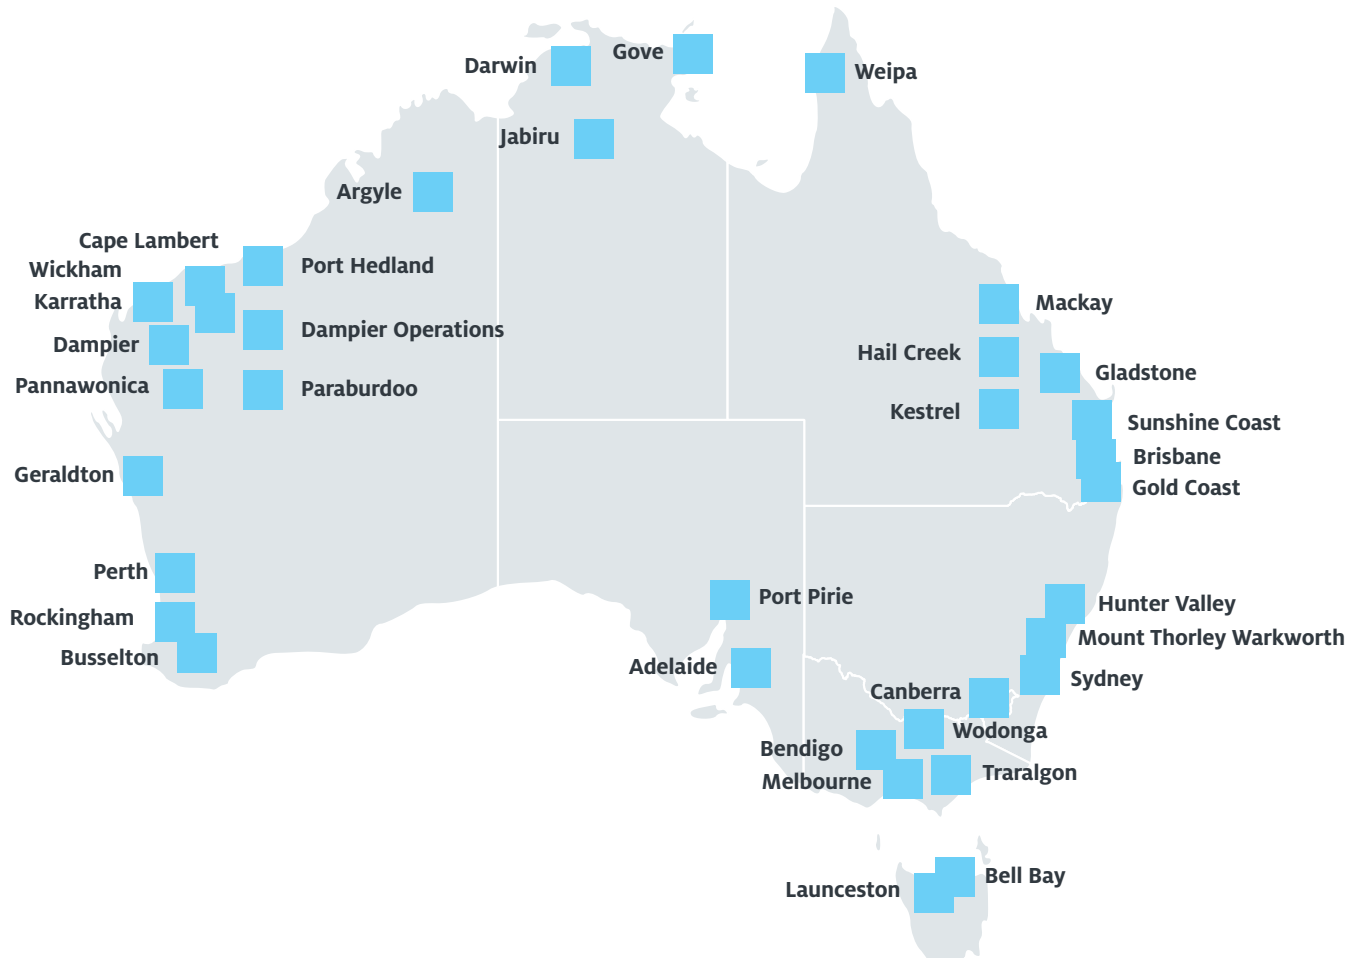 Gove
Darwin
Weipa
Jabiru
Argyle
Cape Lambert
Port Hedland
Wickham
Karratha
Mackay
Dampier Operations
Dampier
Hail Creek
Gladstone
Pannawonica
Paraburdoo
Kestrel
Sunshine Coast
Brisbane
Geraldton
Gold Coast
Perth
Port Pirie
Hunter Valley
Rockingham
Mount Thorley Warkworth
Busselton
Adelaide
Sydney
Canberra
Wodonga
Bendigo
Traralgon
Melbourne
Bell Bay
Launceston